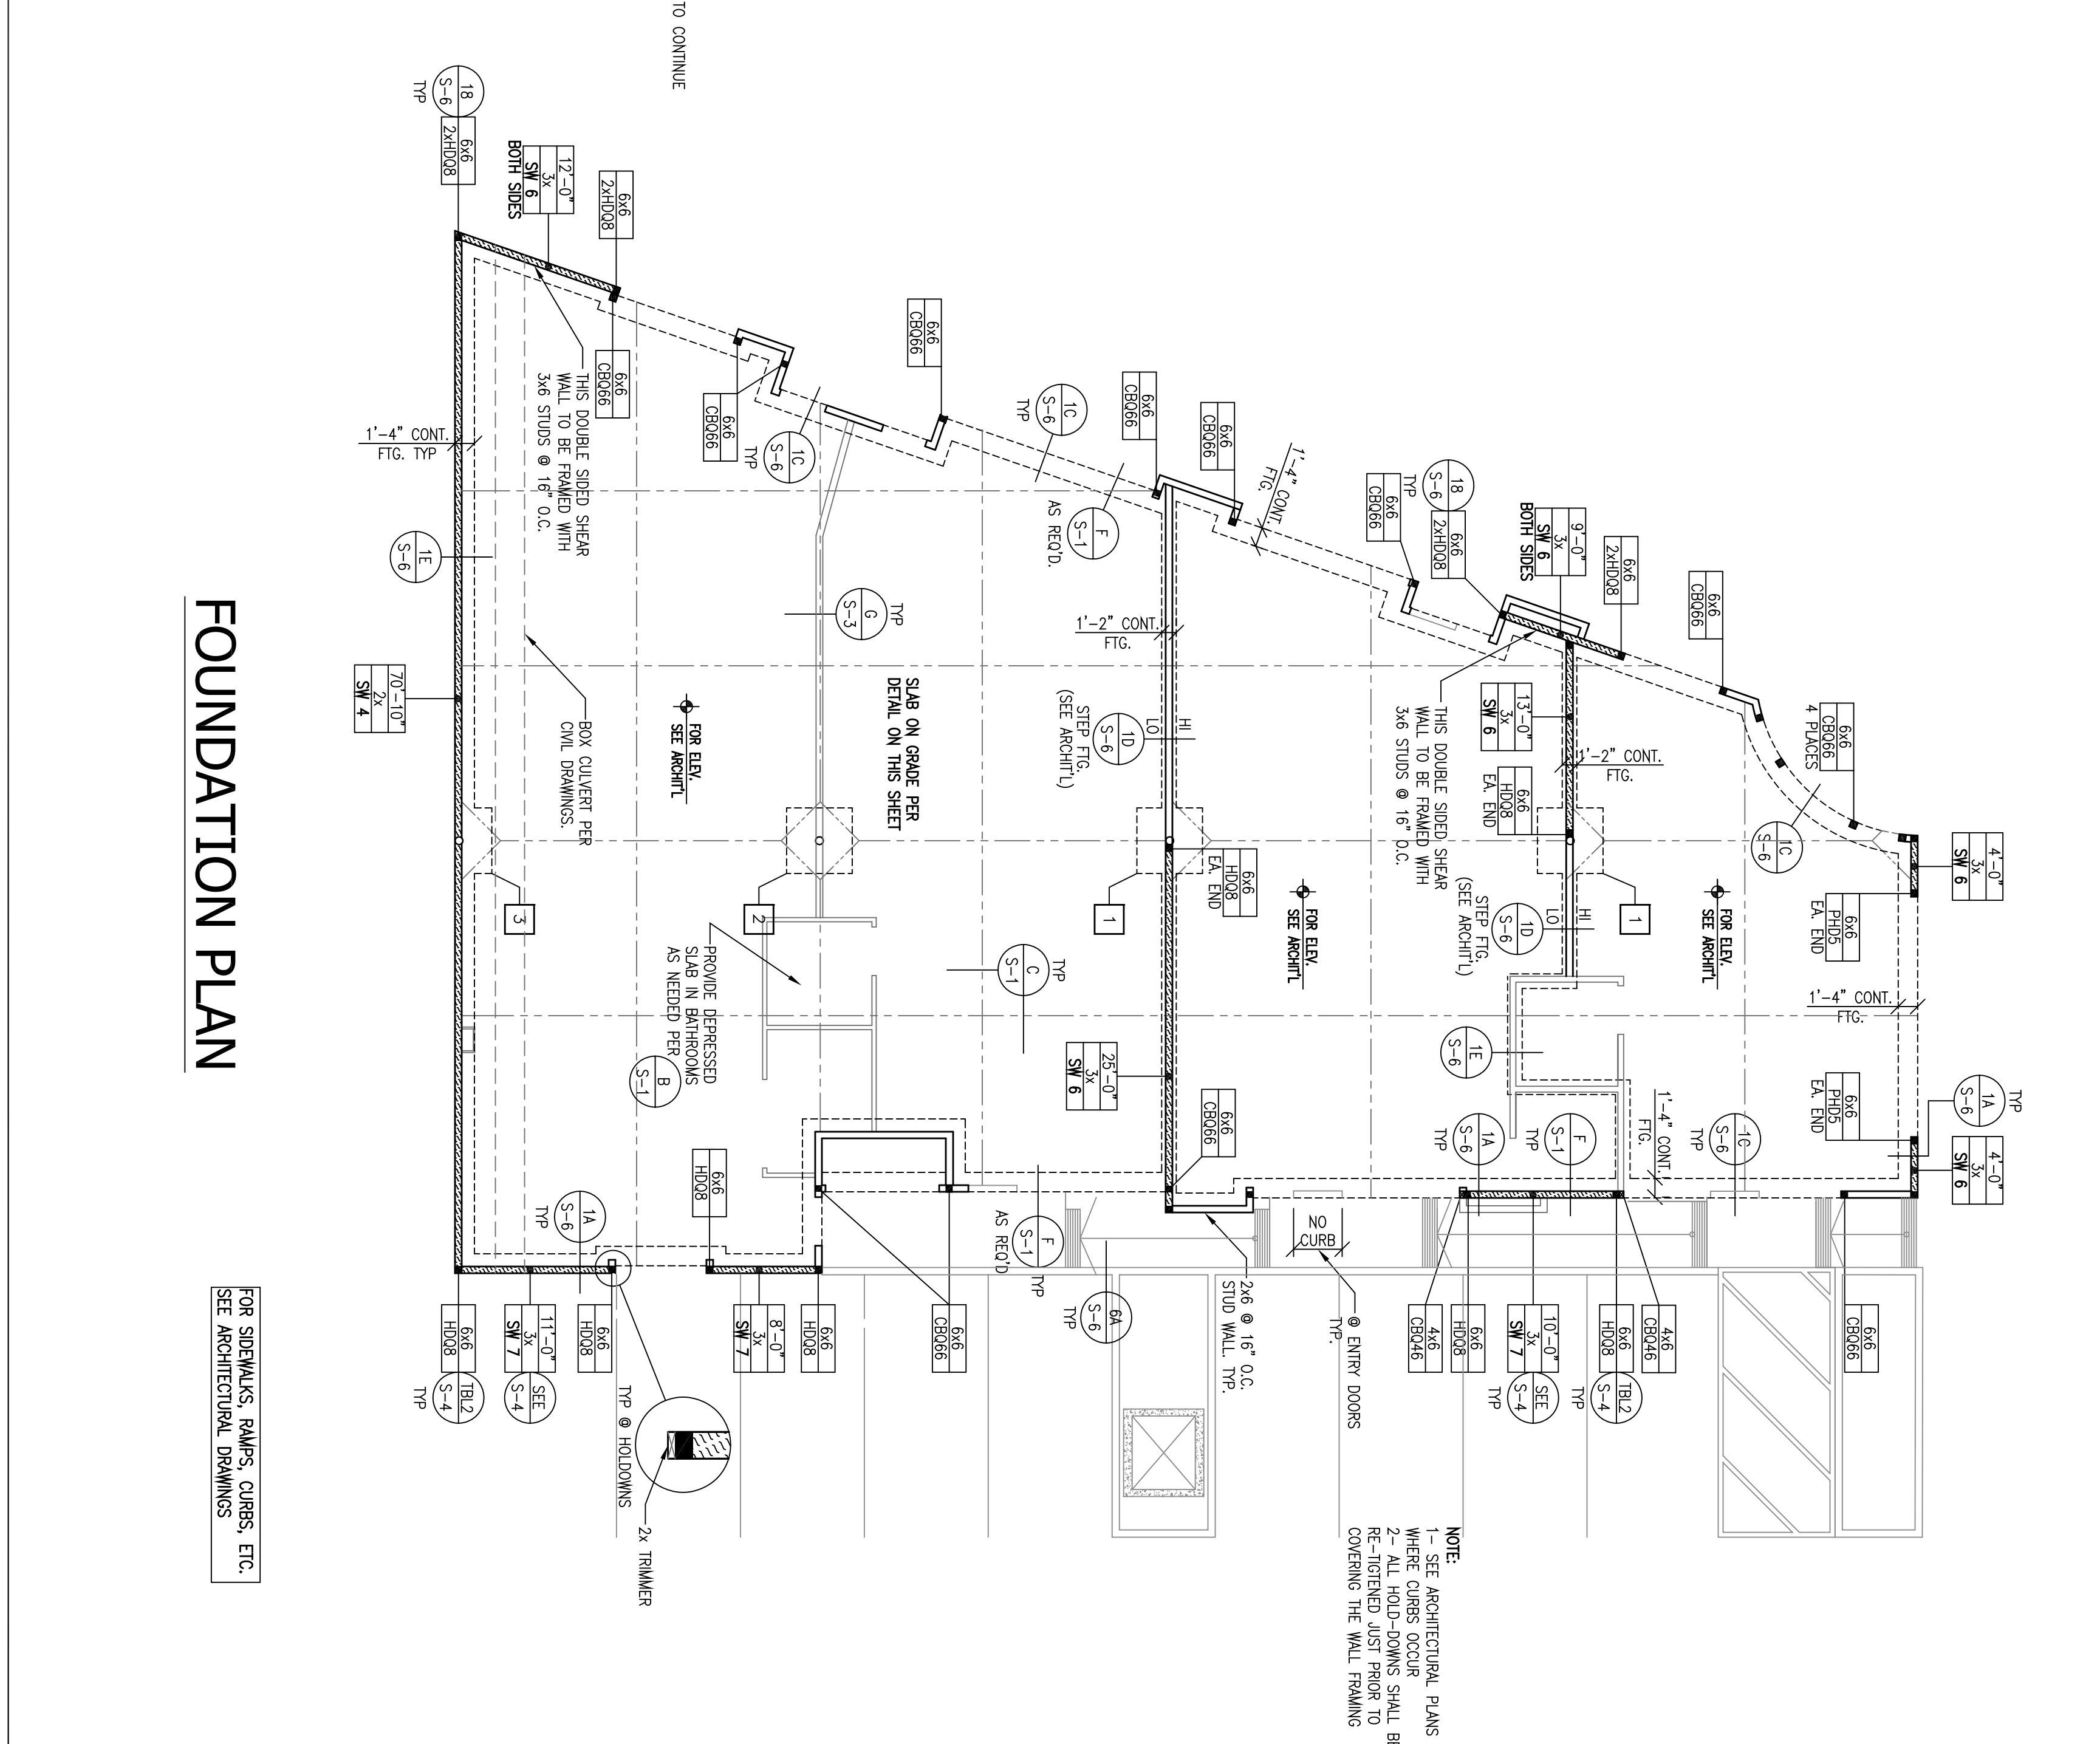 4'-0"
3x
SW 6
1A
S-6
TYP
4'-0"
3x
SW 6
6x6
PHD5
EA. END
6x6
PHD5
EA. END
1'-4" CONT.
FTG.
6x6
CBQ66
4 PLACES
1C
S-6
6x6
CBQ66
FOR ELEV.
SEE ARCHIT'L
1C
S-6
TYP
6x6
CBQ66
6x6
2xHDQ8
9'-0"
3x
SW 6
BOTH SIDES
18
S-6
TYP
6x6
2xHDQ8
6x6
CBQ66
1'-2" CONT.
FTG.
13'-0"
3x
SW 6
6x6
HDQ8
EA. END
THIS DOUBLE SIDED SHEAR
WALL TO BE FRAMED WITH
3x6 STUDS @ 16" O.C.
1
HI
LO
1D
S-6
STEP FTG.
(SEE ARCHIT'L)
1E
S-6
1'-4" CONT.
FTG.
F
S-1
TYP
1A
S-6
TYP
4x6
CBQ46
6x6
HDQ8
TBL2
S-4
TYP
10'-0"
3x
SW 7
SEE
S-4
TYP
6x6
HDQ8
4x6
CBQ46
NOTE:
1- SEE ARCHITECTURAL PLANS
WHERE CURBS OCCUR
2- ALL HOLD-DOWNS SHALL BE
RE-TIGTENED JUST PRIOR TO
COVERING THE WALL FRAMING
@ ENTRY DOORS
TYP.
NO
CURB
FOR ELEV.
SEE ARCHIT'L
1'-4" CONT.
FTG.
6x6
CBQ66
6x6
CBQ66
6x6
HDQ8
EA. END
6x6
CBQ66
2x6 @ 16" O.C.
STUD WALL. TYP.
HI
LO
1D
S-6
STEP FTG.
(SEE ARCHIT'L)
1'-2" CONT.
FTG.
1
25'-0"
3x
SW 6
F
S-1
AS REQ'D.
1C
S-6
TYP
C
S-1
TYP
F
S-1
TYP
AS REQ'D
6A
S-6
TYP
6x6
CBQ66
6x6
CBQ66
SLAB ON GRADE PER
DETAIL ON THIS SHEET
G
S-3
TYP
1C
S-6
TYP
6x6
CBQ66
6x6
HDQ8
8'-0"
3x
SW 7
6x6
HDQ8
2
PROVIDE DEPRESSED
SLAB IN BATHROOMS
AS NEEDED PER
B
S-1
FOR ELEV.
SEE ARCHIT'L
TO CONTINUE
6x6
2xHDQ8
6x6
CBQ66
12'-0"
3x
SW 6
BOTH SIDES
THIS DOUBLE SIDED SHEAR
WALL TO BE FRAMED WITH
3x6 STUDS @ 16" O.C.
BOX CULVERT PER
CIVIL DRAWINGS.
3
1A
S-6
TYP
6x6
HDQ8
TYP @ HOLDOWNS
2x TRIMMER
11'-0"
3x
SW 7
SEE
S-4
18
S-6
TYP
6x6
2xHDQ8
6x6
HDQ8
TBL2
S-4
TYP
1'-4" CONT.
FTG. TYP
1E
S-6
70'-10"
2x
SW 4
FOUNDATION PLAN
FOR SIDEWALKS, RAMPS, CURBS, ETC.
SEE ARCHITECTURAL DRAWINGS